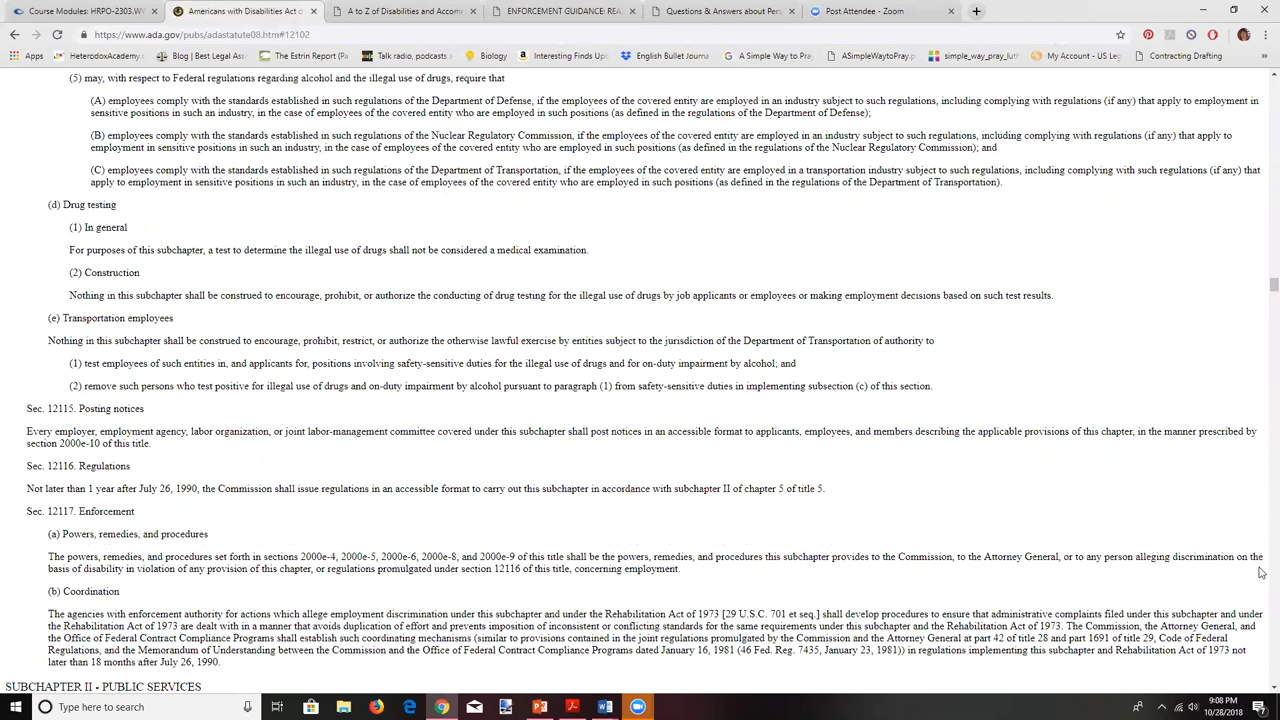 Course Modules: HRPO-2303.WV
Americans with Disabilities Act o
A to Z of Disabilities and Accom
ENFORCEMENT GUIDANCE: REA
Questions & Answers about Pers
Post Attendee - Zoom
https://www.ada.gov/pubs/adastatute08.htm#12102
Apps
HeterodoxAcademy.
Blog | Best Legal Ass
The Estrin Report (Pa
Talk radio, podcasts a
Biology
Interesting Finds Up
English Bullet Journa
A Simple Way to Pray
ASimpleWaytoPray.p
simple_way_pray_luth
My Account - US Leg
Contracting Drafting
(5) may, with respect to Federal regulations regarding alcohol and the illegal use of drugs, require that
(A) employees comply with the standards established in such regulations of the Department of Defense, if the employees of the covered entity are employed in an industry subject to such regulations, including complying with regulations (if any) that apply to employment in
sensitive positions in such an industry, in the case of employees of the covered entity who are employed in such positions (as defined in the regulations of the Department of Defense);
(B) employees comply with the standards established in such regulations of the Nuclear Regulatory Commission, if the employees of the covered entity are employed in an industry subject to such regulations, including complying with regulations (if any) that apply to
employment in sensitive positions in such an industry, in the case of employees of the covered entity who are employed in such positions (as defined in the regulations of the Nuclear Regulatory Commission); and
(C) employees comply with the standards established in such regulations of the Department of Transportation, if the employees of the covered entity are employed in a transportation industry subject to such regulations, including complying with such regulations (if any) that
apply to employment in sensitive positions in such an industry, in the case of employees of the covered entity who are employed in such positions (as defined in the regulations of the Department of Transportation).
(d) Drug testing
(1) In general
For purposes of this subchapter, a test to determine the illegal use of drugs shall not be considered a medical examination.
(2) Construction
Nothing in this subchapter shall be construed to encourage, prohibit, or authorize the conducting of drug testing for the illegal use of drugs by job applicants or employees or making employment decisions based on such test results.
(e) Transportation employees
Nothing in this subchapter shall be construed to encourage, prohibit, restrict, or authorize the otherwise lawful exercise by entities subject to the jurisdiction of the Department of Transportation of authority to
(1) test employees of such entities in, and applicants for, positions involving safety-sensitive duties for the illegal use of drugs and for on-duty impairment by alcohol; and
(2) remove such persons who test positive for illegal use of drugs and on-duty impairment by alcohol pursuant to paragraph (1) from safety-sensitive duties in implementing subsection (c) of this section.
Sec. 12115. Posting notices
Every employer, employment agency, labor organization, or joint labor-management committee covered under this subchapter shall post notices in an accessible format to applicants, employees, and members describing the applicable provisions of this chapter, in the manner prescribed by
section 2000e-10 of this title.
Sec. 12116. Regulations
Not later than 1 year after July 26, 1990, the Commission shall issue regulations in an accessible format to carry out this subchapter in accordance with subchapter II of chapter 5 of title 5.
Sec. 12117. Enforcement
(a) Powers, remedies, and procedures
The powers, remedies, and procedures set forth in sections 2000e-4, 2000e-5, 2000e-6, 2000e-8, and 2000e-9 of this title shall be the powers, remedies, and procedures this subchapter provides to the Commission, to the Attorney General, or to any person alleging discrimination on the
basis of disability in violation of any provision of this chapter, or regulations promulgated under section 12116 of this title, concerning employment.
(b) Coordination
The agencies with enforcement authority for actions which allege employment discrimination under this subchapter and under the Rehabilitation Act of 1973 [29 U.S.C. 701 et seq.] shall develop procedures to ensure that administrative complaints filed under this subchapter and under
the Rehabilitation Act of 1973 are dealt with in a manner that avoids duplication of effort and prevents imposition of inconsistent or conflicting standards for the same requirements under this subchapter and the Rehabilitation Act of 1973. The Commission, the Attorney General, and
the Office of Federal Contract Compliance Programs shall establish such coordinating mechanisms (similar to provisions contained in the joint regulations promulgated by the Commission and the Attorney General at part 42 of title 28 and part 1691 of title 29, Code of Federal
Regulations, and the Memorandum of Understanding between the Commission and the Office of Federal Contract Compliance Programs dated January 16, 1981 (46 Fed. Reg. 7435, January 23, 1981)) in regulations implementing this subchapter and Rehabilitation Act of 1973 not
later than 18 months after July 26, 1990.
SUBCHAPTER II - PUBLIC SERVICES
Type here to search
9:08 PM
10/28/2018